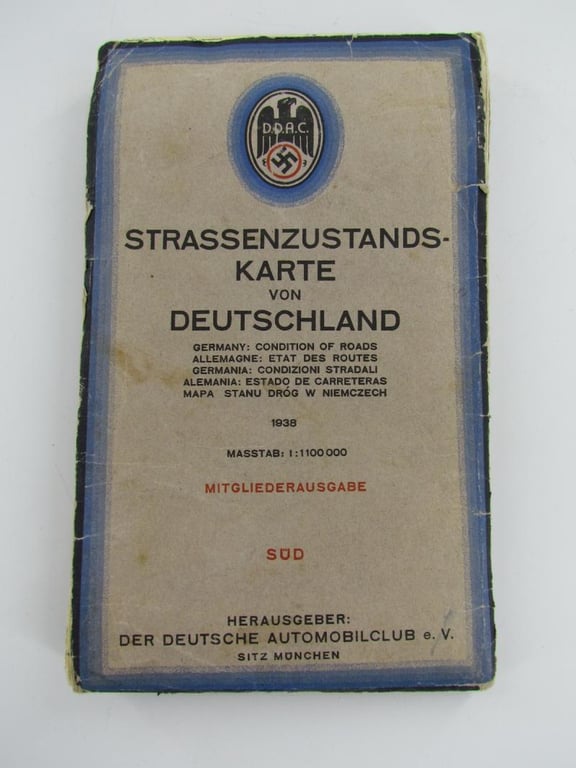 D.D.A.C.
STRASSENZUSTANDS-
KARTE
VON
DEUTSCHLAND
GERMANY: CONDITION OF ROADS
ALLEMAGNE: ETAT DES ROUTES
GERMANIA: CONDIZIONI STRADALI
ALEMANIA: ESTADO DE CARRETERAS
MAPA STANU DRÓG W NIEMCZECH
1938
MASSTAB: 1:1100000
MITGLIEDERAUSGABE
SÜD
HERAUSGEBER:
DER DEUTSCHE AUTOMOBILCLUB e. V.
SITZ MÜNCHEN